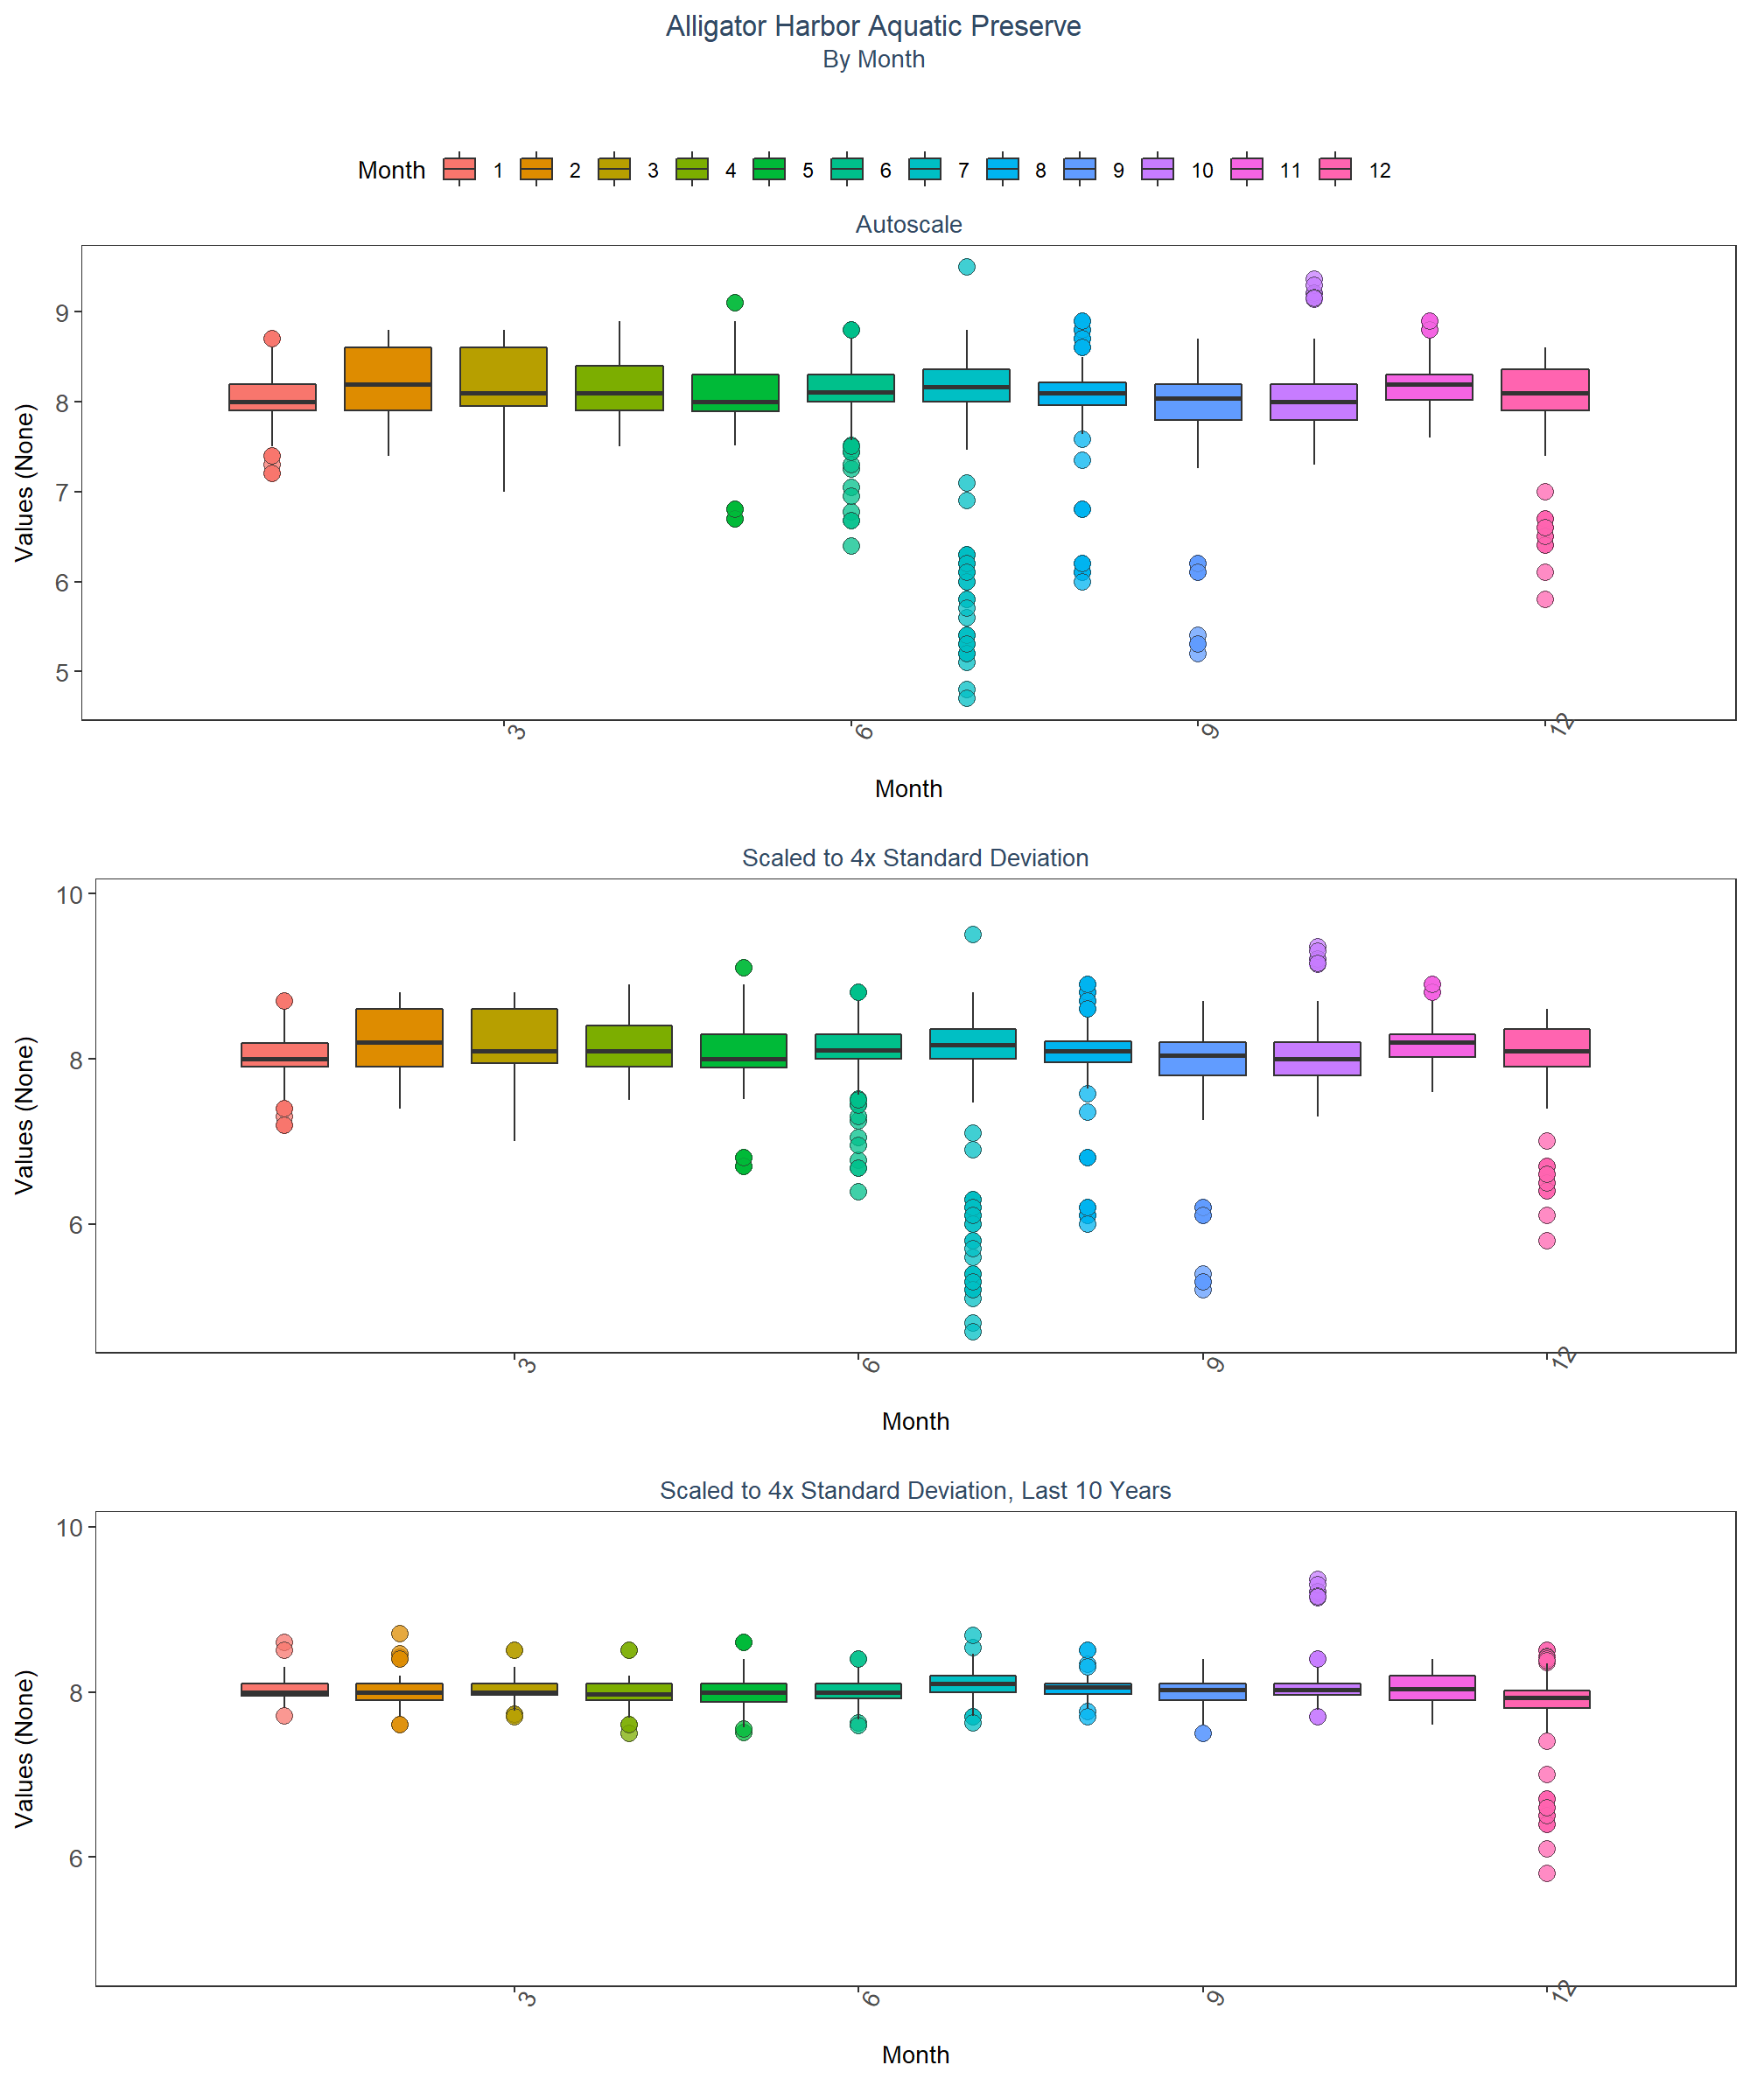 Alligator Harbor Aquatic Preserve
By Month
Month 1 2 3 4 5 6 7 8 9 10 11 12
Autoscale
Values (None)
9
8
7
6
5
3 6 9 12
Month
Scaled to 4x Standard Deviation
Values (None)
10
8
6
3 6 9 12
Month
Scaled to 4x Standard Deviation, Last 10 Years
Values (None)
10
8
6
3 6 9 12
Month